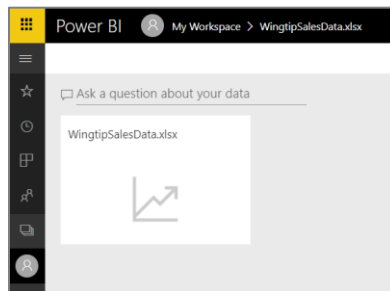 Power BI My Workspace > WingtipSalesData.xlsx
Ask a question about your data
WingtipSalesData.xlsx